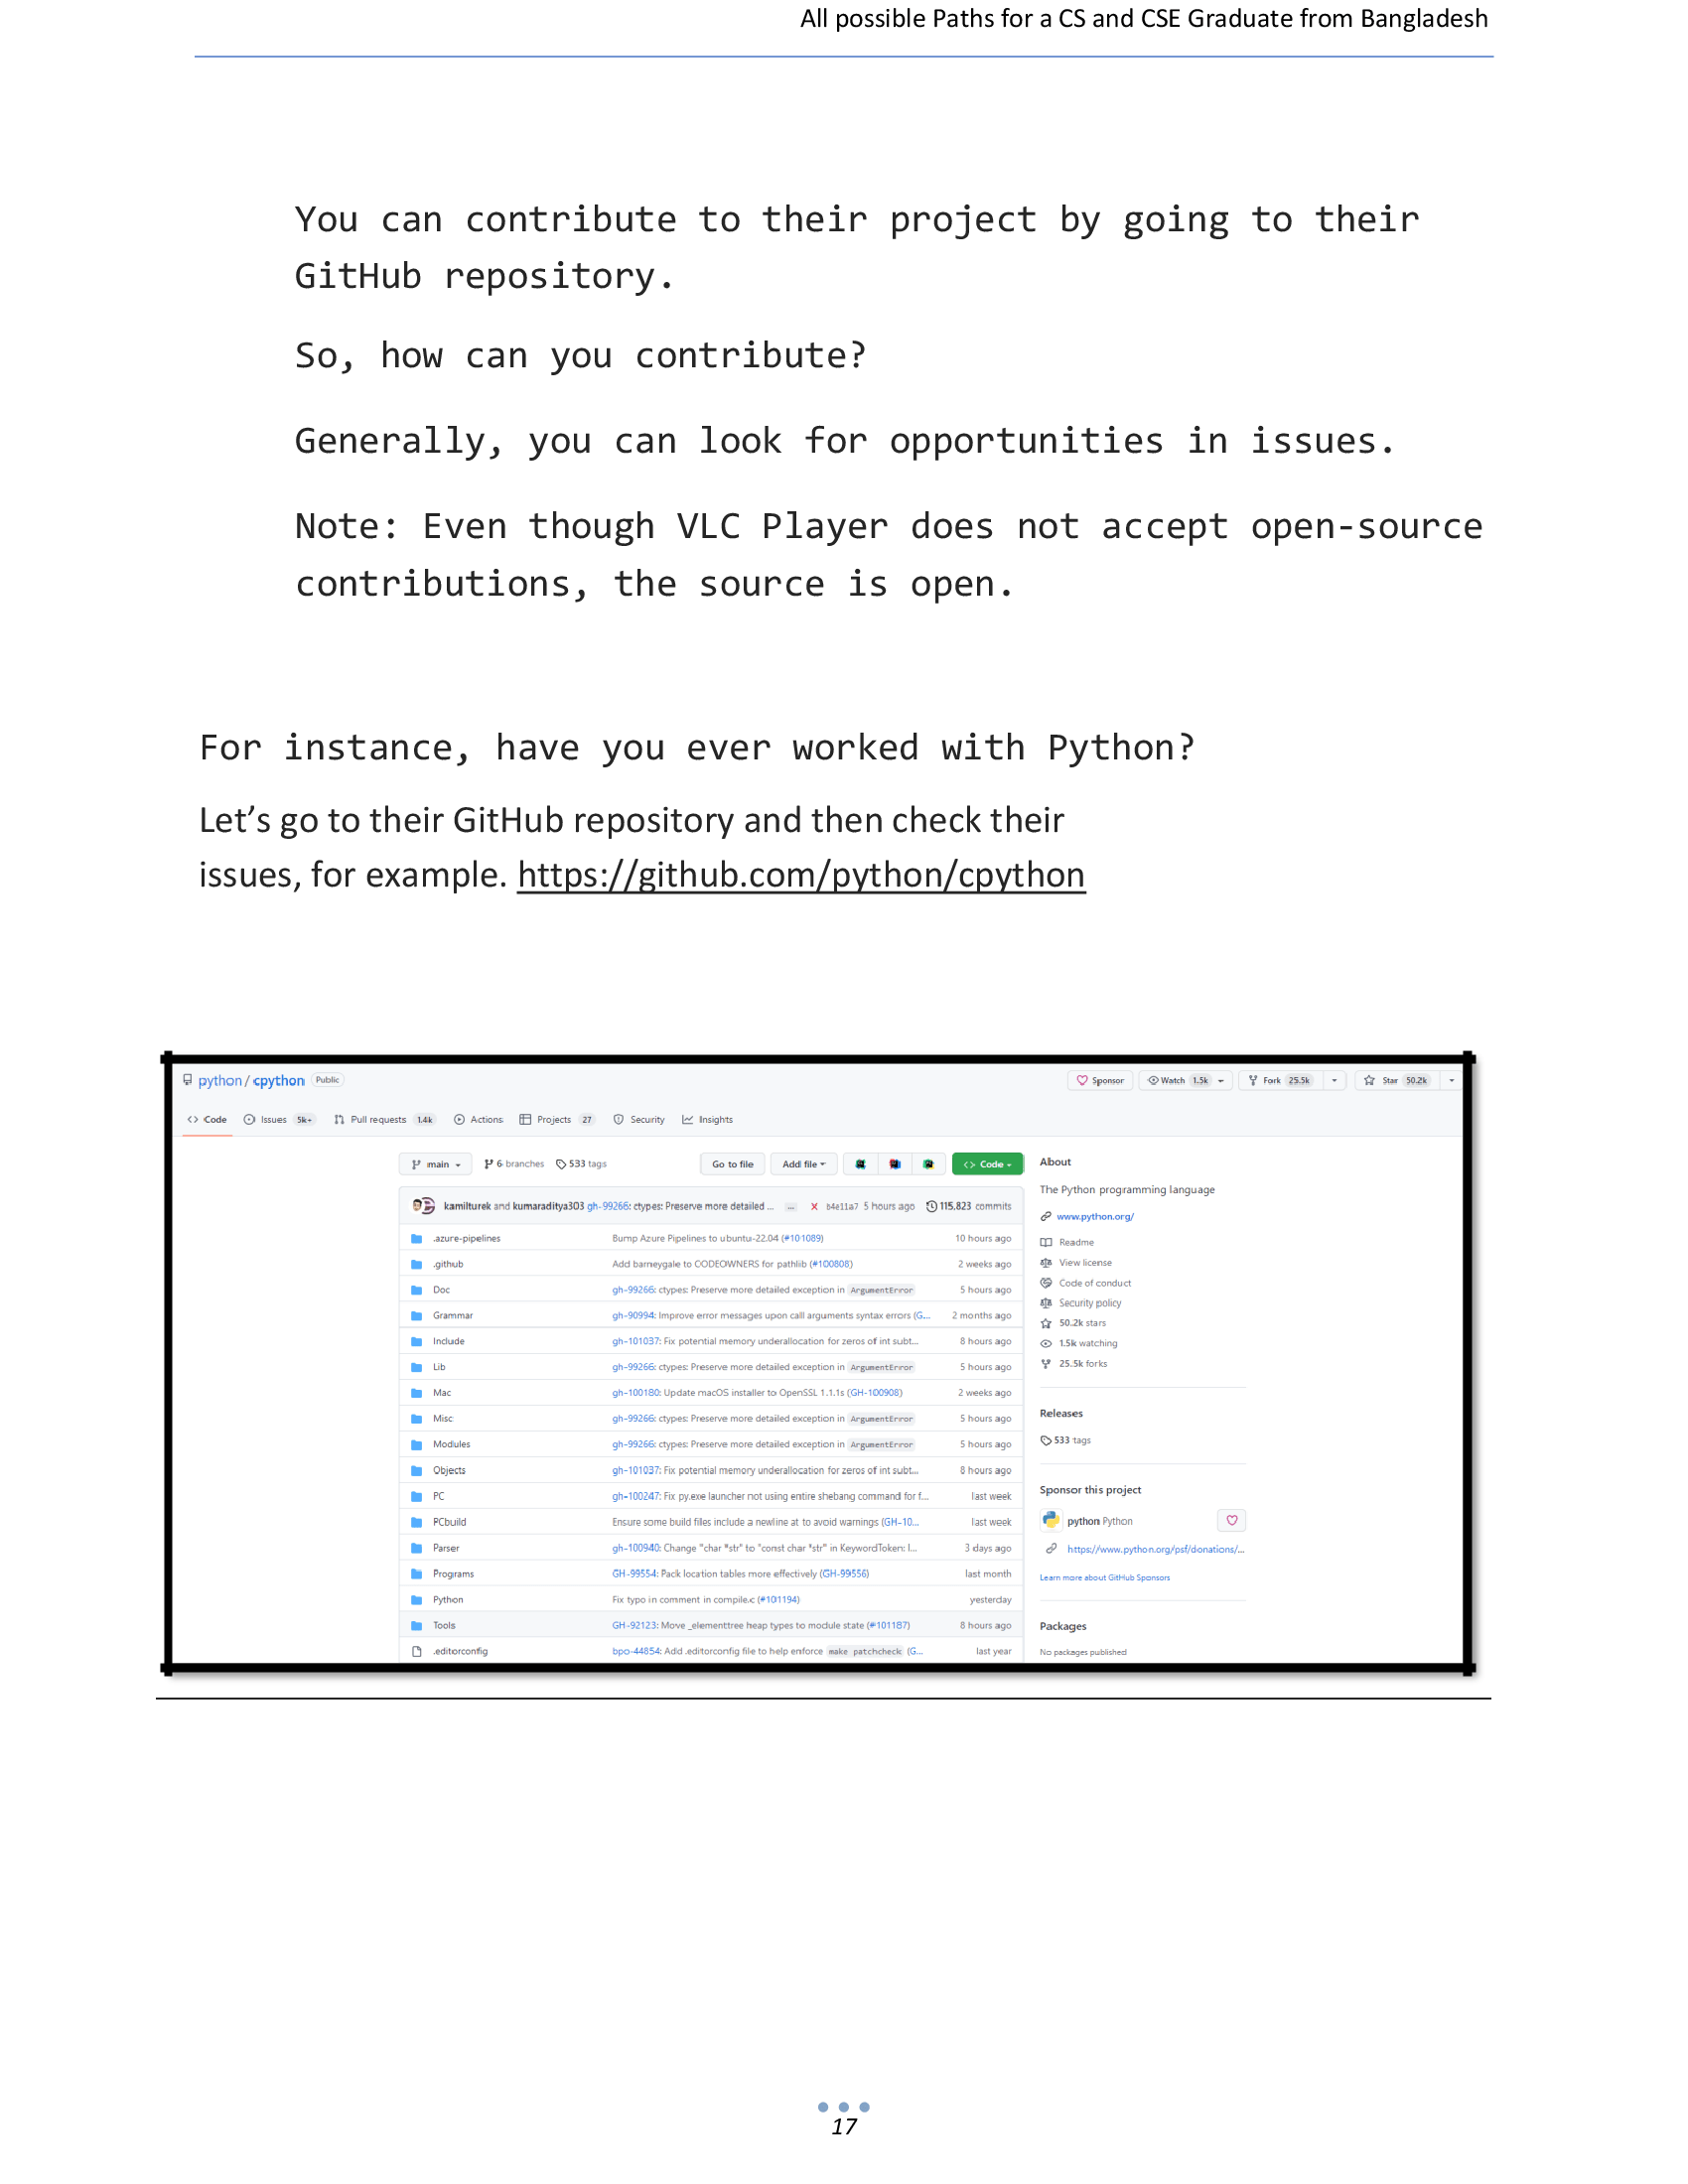 All possible Paths for a CS and CSE Graduate from Bangladesh
You can contribute to their project by going to their
GitHub repository.
So, how can you contribute?
Generally, you can look for opportunities in issues.
Note: Even though VLC Player does not accept open-source
contributions, the source is open.
For instance, have you ever worked with Python?
Let’s go to their GitHub repository and then check their
issues, for example. https://github.com/python/cpython
python / cpython Public
Sponsor Watch 1.5k Fork 25.5k Star 50.2k
Code Issues 5k+ Pull requests 1.4k Actions Projects 27 Security Insights
main 6 branches 533 tags Go to file Add file Code
kamilturek and kumaraditya303 gh-99266: ctypes: Preserve more detailed ... ... b4e11a7 5 hours ago 115,823 commits
.azure-pipelines Bump Azure Pipelines to ubuntu-22.04 (#101089) 10 hours ago
.github Add barneygale to CODEOWNERS for pathlib (#100808) 2 weeks ago
Doc gh-99266: ctypes: Preserve more detailed exception in ArgumentError 5 hours ago
Grammar gh-90994: Improve error messages upon call arguments syntax errors (G... 2 months ago
Include gh-101037: Fix potential memory underallocation for zeros of int subt... 8 hours ago
Lib gh-99266: ctypes: Preserve more detailed exception in ArgumentError 5 hours ago
Mac gh-100180: Update macOS installer to OpenSSL 1.1.1s (GH-100908) 2 weeks ago
Misc gh-99266: ctypes: Preserve more detailed exception in ArgumentError 5 hours ago
Modules gh-99266: ctypes: Preserve more detailed exception in ArgumentError 5 hours ago
Objects gh-101037: Fix potential memory underallocation for zeros of int subt... 8 hours ago
PC gh-100247: Fix py.exe launcher not using entire shebang command for f... last week
PCbuild Ensure some build files include a newline at to avoid warnings (GH-10... last week
Parser gh-100940: Change "char *str" to "const char *str" in KeywordToken: I... 3 days ago
Programs GH-99554: Pack location tables more effectively (GH-99556) last month
Python Fix typo in comment in compile.c (#101194) yesterday
Tools GH-92123: Move _elementtree heap types to module state (#101187) 8 hours ago
.editorconfig bpo-44854: Add .editorconfig file to help enforce make patchcheck (G... last year
About
The Python programming language
www.python.org/
Readme
View license
Code of conduct
Security policy
50.2k stars
1.5k watching
25.5k forks
Releases
533 tags
Sponsor this project
python Python
https://www.python.org/psf/donations/...
Learn more about GitHub Sponsors
Packages
No packages published
17